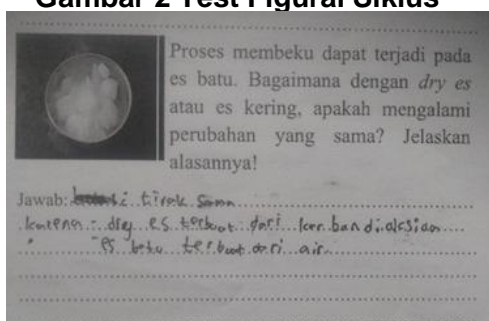 Gambar 2 Test Figural Siklus
Proses membeku dapat terjadi pada
es batu. Bagaimana dengan dry es
atau es kering, apakah mengalami
perubahan yang sama? Jelaskan
alasannya!
Jawab: : tidak sama
karena : dry es terbuat dari karbandioksian
es batu terbuat dari air